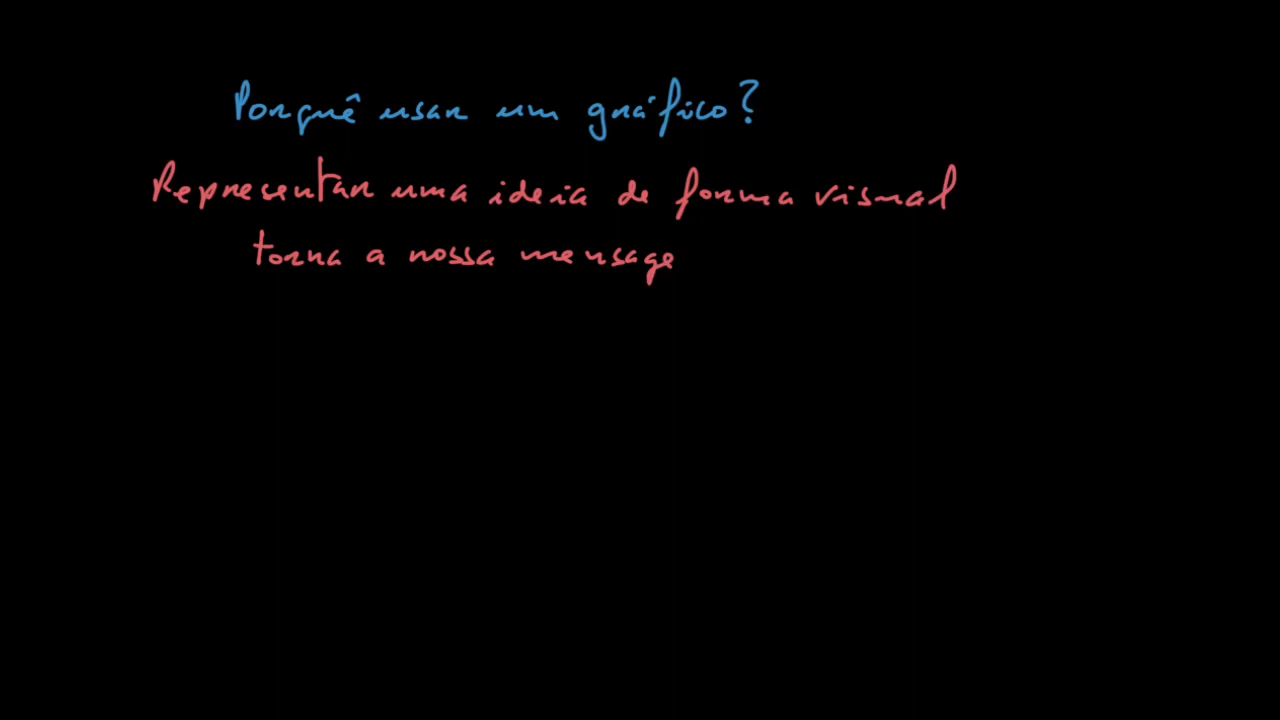 Porquê usar um gráfico?
Representar uma ideia de forma visual
torna a nossa mensage